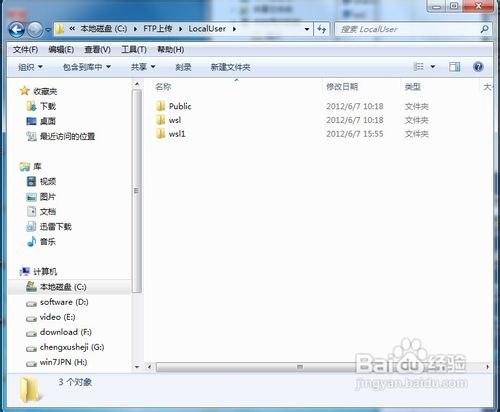 本地磁盘 (C:) ▸ FTP上传 ▸ LocalUser ▸
搜索 LocalUser
文件(F) 编辑(E) 查看(V) 工具(T) 帮助(H)
组织 包含到库中 共享 刻录 新建文件夹
名称 修改日期 类型 大
Public 2012/6/7 10:18 文件夹
wsl 2012/6/7 10:18 文件夹
wsl1 2012/6/7 15:55 文件夹
收藏夹
下载
桌面
最近访问的位置
库
视频
图片
文档
迅雷下载
音乐
计算机
本地磁盘 (C:)
software (D:)
video (E:)
download (F:)
chengxusheji (G:)
win7JPN (H:)
3 个对象
Baidu 经验
jingyan.baidu.com